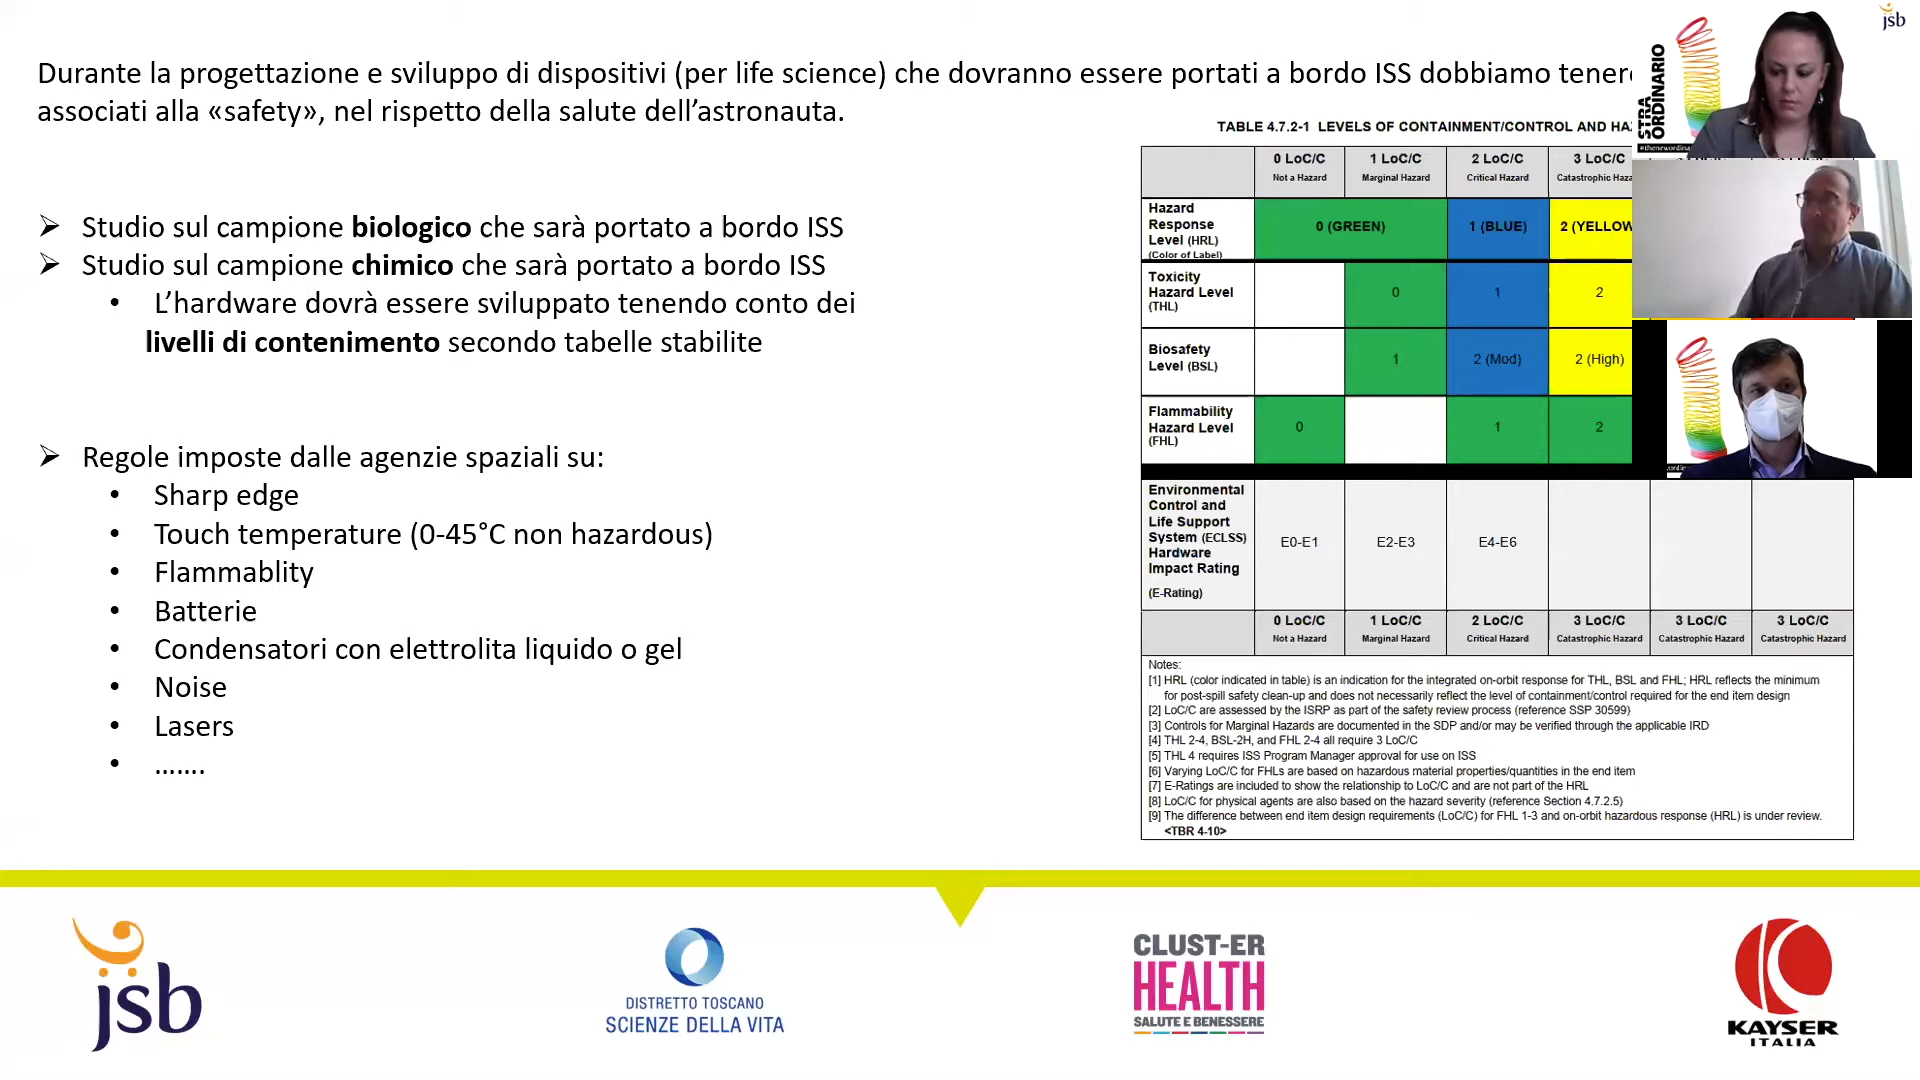 Durante la progettazione e sviluppo di dispositivi (per life science) che dovranno essere portati a bordo ISS dobbiamo
associati alla «safety», nel rispetto della salute dell’astronauta.
Studio sul campione biologico che sarà portato a bordo ISS
Studio sul campione chimico che sarà portato a bordo ISS
• L’hardware dovrà essere sviluppato tenendo conto dei
livelli di contenimento secondo tabelle stabilite
Regole imposte dalle agenzie spaziali su:
• Sharp edge
• Touch temperature (0-45°C non hazardous)
• Flammablity
• Batterie
• Condensatori con elettrolita liquido o gel
• Noise
• Lasers
• …….
TABLE 4.7.2-1 LEVELS OF CONTAINMENT/CONTROL AND
0 LoC/C 1 LoC/C 2 LoC/C 3 LoC/C
Not a Hazard Marginal Hazard Critical Hazard Catastrophic
Hazard
Response
Level (HRL)
(Color of Label)
0 (GREEN) 1 (BLUE) 2 (YELLOW
Toxicity
Hazard Level
(THL)
0 1 2
Biosafety
Level (BSL)
1 2 (Mod) 2 (High)
Flammability
Hazard Level
(FHL)
0 1 2
Environmental
Control and
Life Support
System (ECLSS)
Hardware
Impact Rating
(E-Rating)
E0-E1 E2-E3 E4-E6
0 LoC/C 1 LoC/C 2 LoC/C 3 LoC/C 3 LoC/C 3 LoC/C
Not a Hazard Marginal Hazard Critical Hazard Catastrophic Hazard Catastrophic Hazard Catastrophic Hazard
Notes:
[1] HRL (color indicated in table) is an indication for the integrated on-orbit response for THL, BSL and FHL; HRL reflects the minimum
for post-spill safety clean-up and does not necessarily reflect the level of containment/control required for the end item design
[2] LoC/C are assessed by the ISRP as part of the safety review process (reference SSP 30599)
[3] Controls for Marginal Hazards are documented in the SDP and/or may be verified through the applicable IRD
[4] THL 2-4, BSL-2H, and FHL 2-4 all require 3 LoC/C
[5] THL 4 requires ISS Program Manager approval for use on ISS
[6] Varying LoC/C for FHLs are based on hazardous material properties/quantities in the end item
[7] E-Ratings are included to show the relationship to LoC/C and are not part of the HRL
[8] LoC/C for physical agents are also based on the hazard severity (reference Section 4.7.2.5)
[9] The difference between end item design requirements (LoC/C) for FHL 1-3 and on-orbit hazardous response (HRL) is under review.
<TBR 4-10>
STRA
ORDINARIO
jsb
jsb
DISTRETTO TOSCANO
SCIENZE DELLA VITA
CLUST-ER
HEALTH
SALUTE E BENESSERE
KAYSER
ITALIA